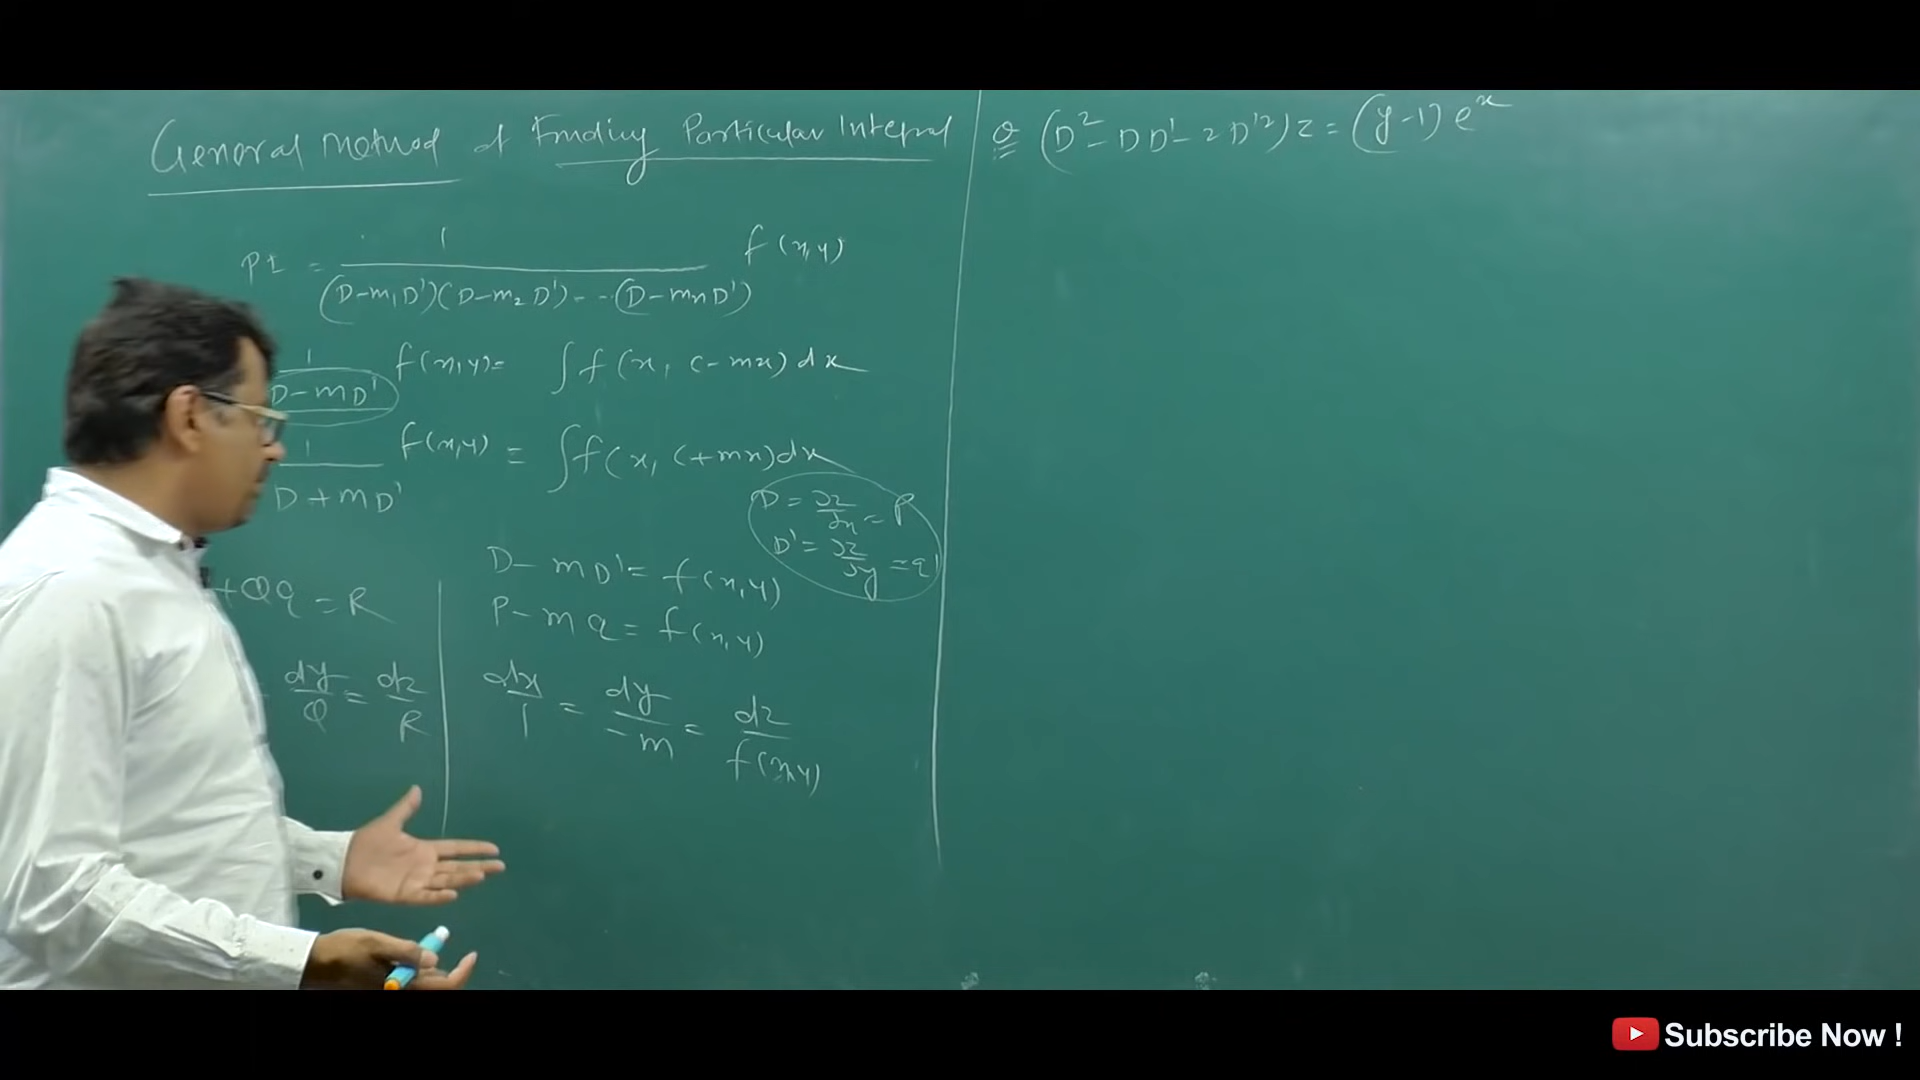 General Method of Finding Particular Integral
PI = 1 / (D-m₁D')(D-m₂D')---(D-mₙD') f(x,y)
1 / D-mD' f(x,y)= ∫f(x, c-mx)dx
1 / D+mD' f(x,y) = ∫f(x, c+mx)dx
D = ∂z/∂x = P
D' = ∂z/∂y = q
+Qq = R
dy/Q = dz/R
D-mD' = f(x,y)
P-mq = f(x,y)
dx/1 = dy/-m = dz/f(x,y)
Q (D²-DD'-2D'²)z = (y-1)eˣ
Subscribe Now !